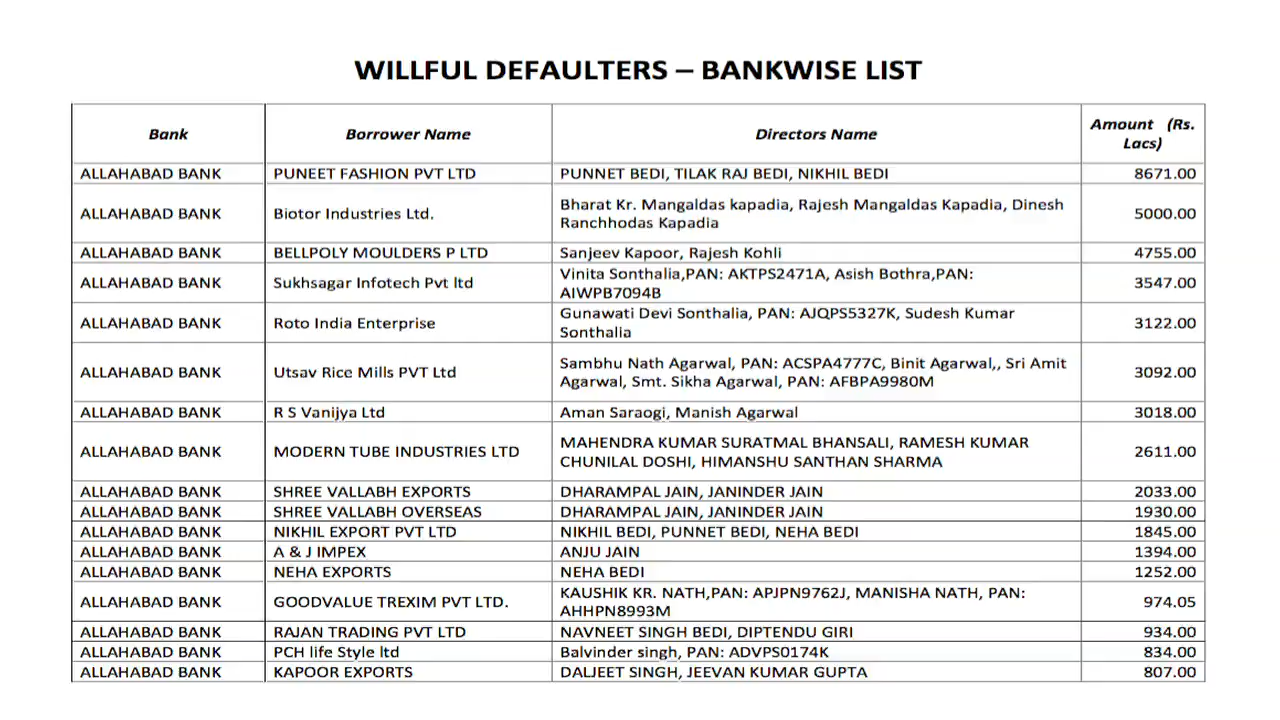 WILLFUL DEFAULTERS – BANKWISE LIST
Bank Borrower Name Directors Name Amount (Rs. Lacs)
ALLAHABAD BANK PUNEET FASHION PVT LTD PUNNET BEDI, TILAK RAJ BEDI, NIKHIL BEDI 8671.00
ALLAHABAD BANK Biotor Industries Ltd. Bharat Kr. Mangaldas kapadia, Rajesh Mangaldas Kapadia, Dinesh Ranchhodas Kapadia 5000.00
ALLAHABAD BANK BELLPOLY MOULDERS P LTD Sanjeev Kapoor, Rajesh Kohli 4755.00
ALLAHABAD BANK Sukhsagar Infotech Pvt ltd Vinita Sonthalia,PAN: AKTPS2471A, Asish Bothra,PAN: AIWPB7094B 3547.00
ALLAHABAD BANK Roto India Enterprise Gunawati Devi Sonthalia, PAN: AJQPS5327K, Sudesh Kumar Sonthalia 3122.00
ALLAHABAD BANK Utsav Rice Mills PVT Ltd Sambhu Nath Agarwal, PAN: ACSPA4777C, Binit Agarwal,, Sri Amit Agarwal, Smt. Sikha Agarwal, PAN: AFBPA9980M 3092.00
ALLAHABAD BANK R S Vanijya Ltd Aman Saraogi, Manish Agarwal 3018.00
ALLAHABAD BANK MODERN TUBE INDUSTRIES LTD MAHENDRA KUMAR SURATMAL BHANSALI, RAMESH KUMAR CHUNILAL DOSHI, HIMANSHU SANTHAN SHARMA 2611.00
ALLAHABAD BANK SHREE VALLABH EXPORTS DHARAMPAL JAIN, JANINDER JAIN 2033.00
ALLAHABAD BANK SHREE VALLABH OVERSEAS DHARAMPAL JAIN, JANINDER JAIN 1930.00
ALLAHABAD BANK NIKHIL EXPORT PVT LTD NIKHIL BEDI, PUNNET BEDI, NEHA BEDI 1845.00
ALLAHABAD BANK A & J IMPEX ANJU JAIN 1394.00
ALLAHABAD BANK NEHA EXPORTS NEHA BEDI 1252.00
ALLAHABAD BANK GOODVALUE TREXIM PVT LTD. KAUSHIK KR. NATH,PAN: APJPN9762J, MANISHA NATH, PAN: AHHPN8993M 974.05
ALLAHABAD BANK RAJAN TRADING PVT LTD NAVNEET SINGH BEDI, DIPTENDU GIRI 934.00
ALLAHABAD BANK PCH life Style ltd Balvinder singh, PAN: ADVPS0174K 834.00
ALLAHABAD BANK KAPOOR EXPORTS DALJEET SINGH, JEEVAN KUMAR GUPTA 807.00